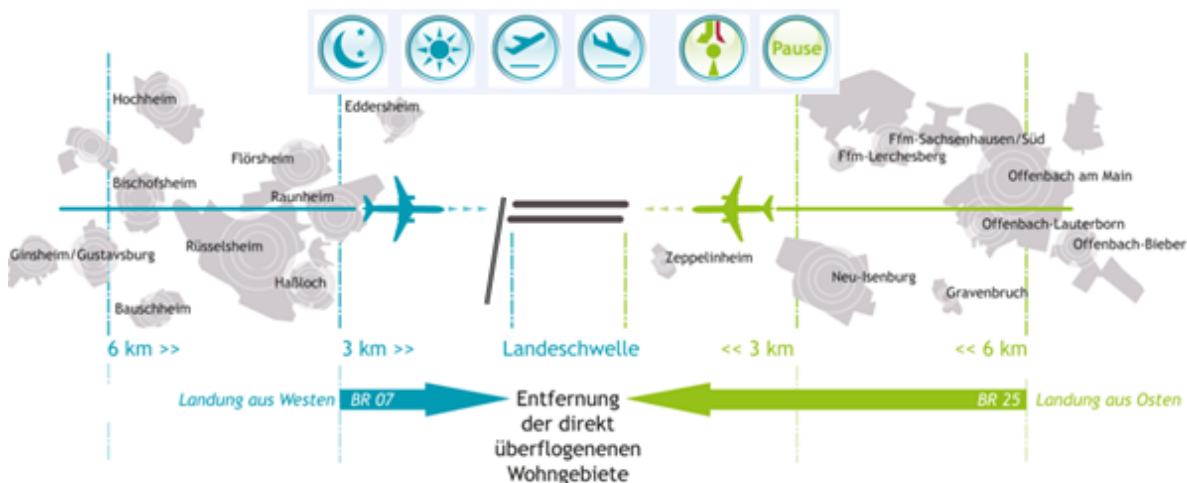 Pause
Hochheim
Eddersheim
Ffm-Sachsenhausen/Süd
Flörsheim
Ffm-Lerchesberg
Bischofsheim
Raunheim
Offenbach am Main
Offenbach-Lauterborn
Ginsheim/Gustavsburg
Rüsselsheim
Zeppelinheim
Offenbach-Bieber
Haßloch
Neu-Isenburg
Gravenbruch
Bauschheim
6 km >>
3 km >>
Landeschwelle
<< 3 km
<< 6 km
Landung aus Westen
BR 07
BR 25
Landung aus Osten
Entfernung
der direkt
überflogenenen
Wohngebiete